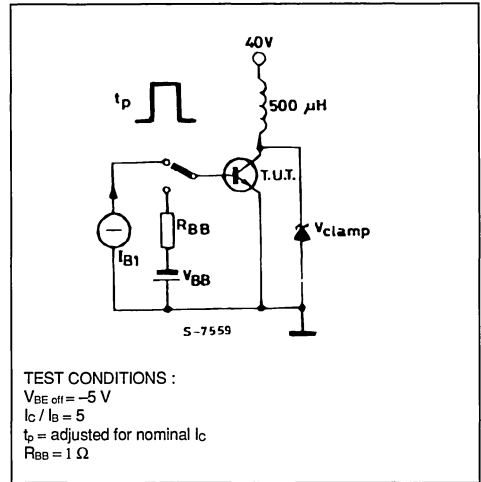 40V
tp
500 µH
T.U.T.
RBB
Vclamp
IB1
VBB
S-7559
TEST CONDITIONS :
VBE off = –5 V
IC / IB = 5
tp = adjusted for nominal IC
RBB = 1 Ω